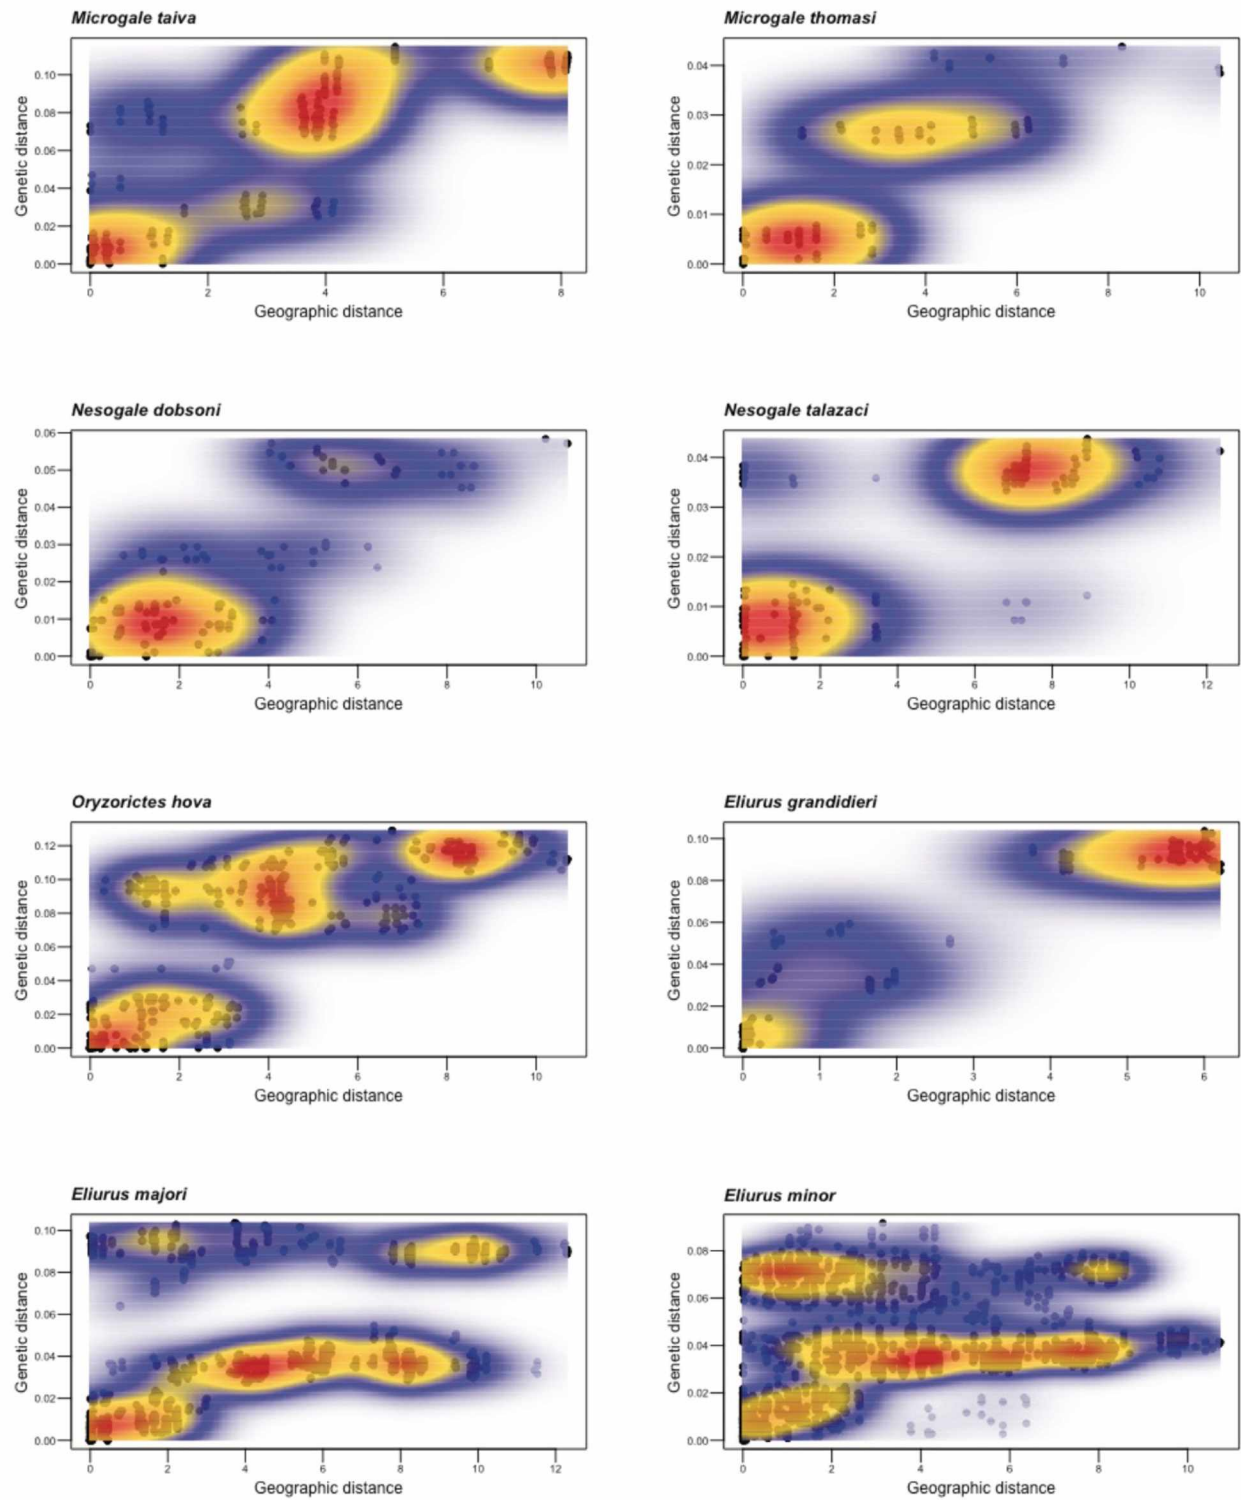 Microgale taiva
Genetic distance
0.10
0.08
0.06
0.04
0.02
0.00
0 2 4 6 8
Geographic distance
Microgale thomasi
Genetic distance
0.04
0.03
0.02
0.01
0.00
0 2 4 6 8 10
Geographic distance
Nesogale dobsoni
Genetic distance
0.06
0.05
0.04
0.03
0.02
0.01
0.00
0 2 4 6 8 10
Geographic distance
Nesogale talazaci
Genetic distance
0.04
0.03
0.02
0.01
0.00
0 2 4 6 8 10 12
Geographic distance
Oryzorictes hova
Genetic distance
0.12
0.10
0.08
0.06
0.04
0.02
0.00
0 2 4 6 8 10
Geographic distance
Eliurus grandidieri
Genetic distance
0.10
0.08
0.06
0.04
0.02
0.00
0 1 2 3 4 5 6
Geographic distance
Eliurus majori
Genetic distance
0.10
0.08
0.06
0.04
0.02
0.00
0 2 4 6 8 10 12
Geographic distance
Eliurus minor
Genetic distance
0.08
0.06
0.04
0.02
0.00
0 2 4 6 8 10
Geographic distance